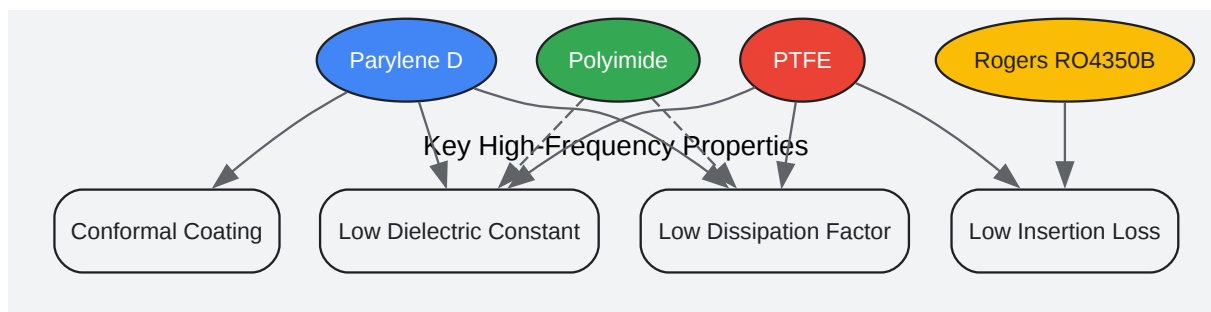 Parylene D
Polyimide
PTFE
Rogers RO4350B
Key High-Frequency Properties
Conformal Coating
Low Dielectric Constant
Low Dissipation Factor
Low Insertion Loss